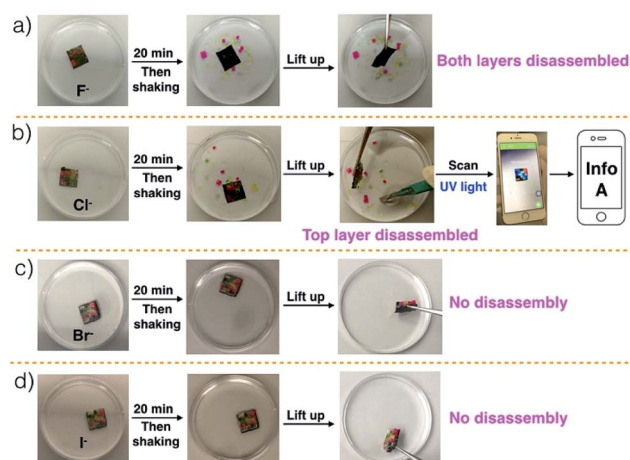 a)
F⁻
20 min
Then
shaking
Lift up
Both layers disassembled
b)
Cl⁻
20 min
Then
shaking
Lift up
Scan
UV light
Info
A
Top layer disassembled
c)
Br⁻
20 min
Then
shaking
Lift up
No disassembly
d)
I⁻
20 min
Then
shaking
Lift up
No disassembly